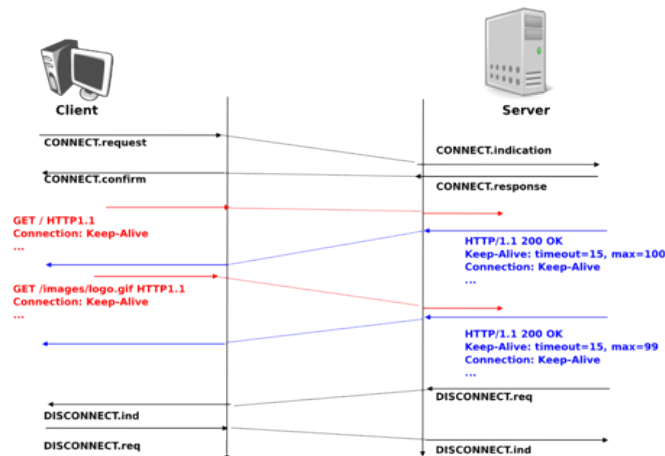 Client
Server
CONNECT.request
CONNECT.indication
CONNECT.confirm
CONNECT.response
GET / HTTP1.1
Connection: Keep-Alive
...
HTTP/1.1 200 OK
Keep-Alive: timeout=15, max=100
Connection: Keep-Alive
...
GET /images/logo.gif HTTP1.1
Connection: Keep-Alive
...
HTTP/1.1 200 OK
Keep-Alive: timeout=15, max=99
Connection: Keep-Alive
...
DISCONNECT.req
DISCONNECT.ind
DISCONNECT.req
DISCONNECT.ind